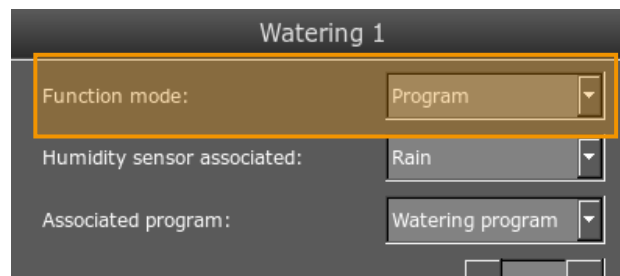 Watering 1
Function mode: Program
Humidity sensor associated: Rain
Associated program: Watering program